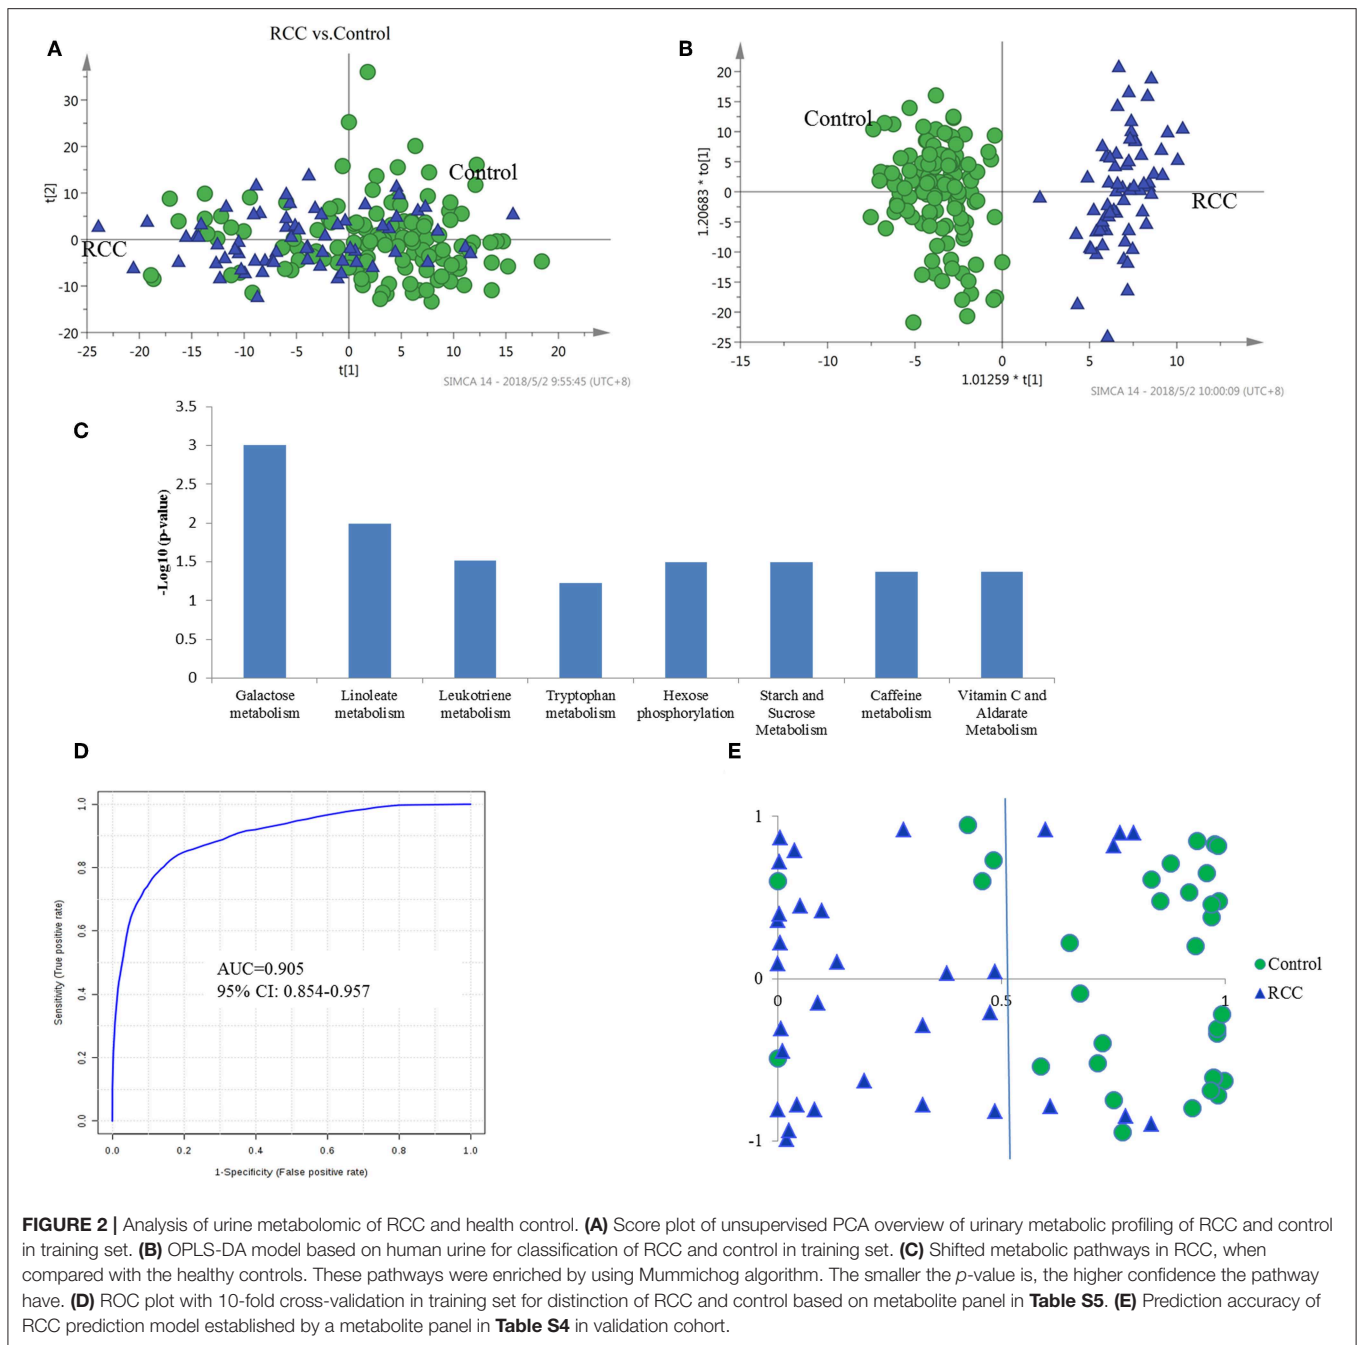 A
RCC vs.Control
30
20
10
0
-10
-20
t[2]
Control
RCC
-25 -20 -15 -10 -5 0 5 10 15 20
t[1]
SIMCA 14 - 2018/5/2 9:55:45 (UTC+8)
B
20
15
10
5
0
-5
-10
-15
-20
-25
1.20683 * to[1]
Control
RCC
-15 -10 -5 0 5 10
1.01259 * t[1]
SIMCA 14 - 2018/5/2 10:00:09 (UTC+8)
C
3.5
3
2.5
2
1.5
1
0.5
0
-Log10 (p-value)
Galactose
metabolism
Linoleate
metabolism
Leukotriene
metabolism
Tryptophan
metabolism
Hexose
phosphorylation
Starch and
Sucrose
Metabolism
Caffeine
metabolism
Vitamin C and
Aldarate
Metabolism
D
1.0
0.8
0.6
0.4
0.2
0.0
Sensitivity (True positive rate)
AUC=0.905
95% CI: 0.854-0.957
0.0 0.2 0.4 0.6 0.8 1.0
1-Specificity (False positive rate)
E
1
0
-1
0 0.5 1
Control
RCC
FIGURE 2 | Analysis of urine metabolomic of RCC and health control. (A) Score plot of unsupervised PCA overview of urinary metabolic profiling of RCC and control
in training set. (B) OPLS-DA model based on human urine for classification of RCC and control in training set. (C) Shifted metabolic pathways in RCC, when
compared with the healthy controls. These pathways were enriched by using Mummichog algorithm. The smaller the p-value is, the higher confidence the pathway
have. (D) ROC plot with 10-fold cross-validation in training set for distinction of RCC and control based on metabolite panel in Table S5. (E) Prediction accuracy of
RCC prediction model established by a metabolite panel in Table S4 in validation cohort.